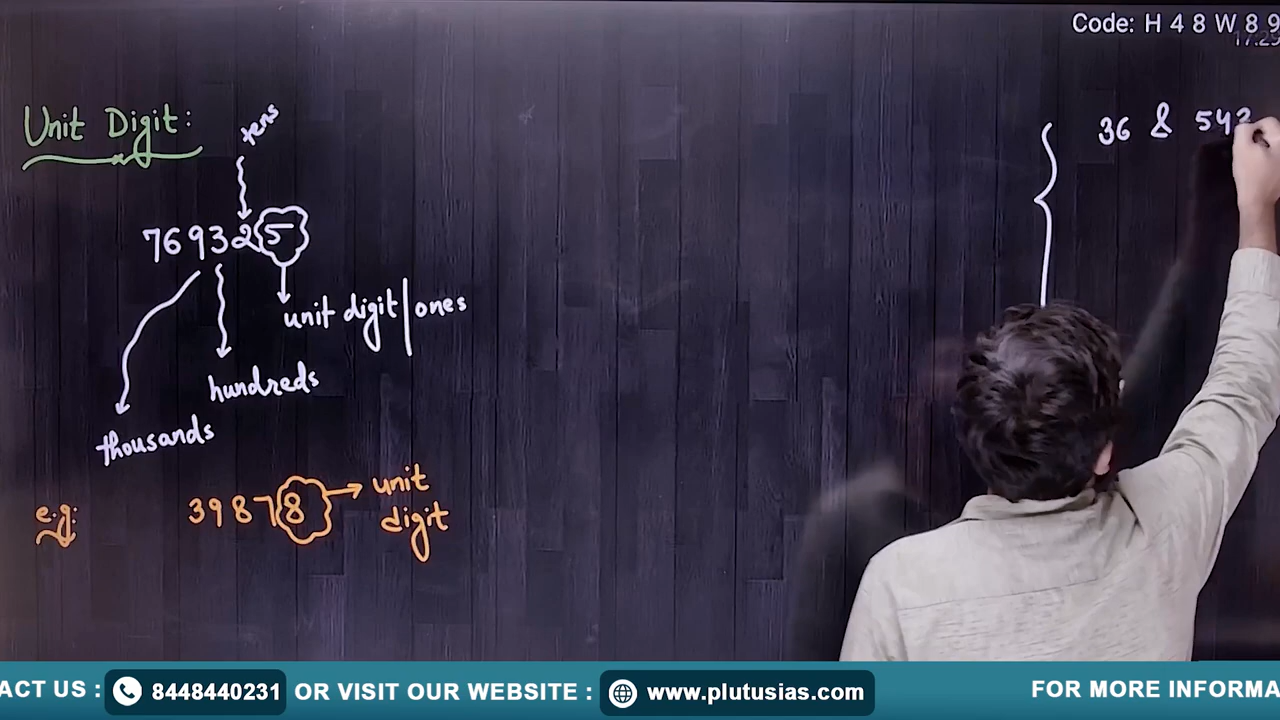 Code: H 4 8 W 8 9
Unit Digit:
tens
36 & 542
769325
unit digit/ones
hundreds
thousands
e.g:
39878
unit
digit
ACT US : 8448440231 OR VISIT OUR WEBSITE : www.plutusias.com FOR MORE INFORMA